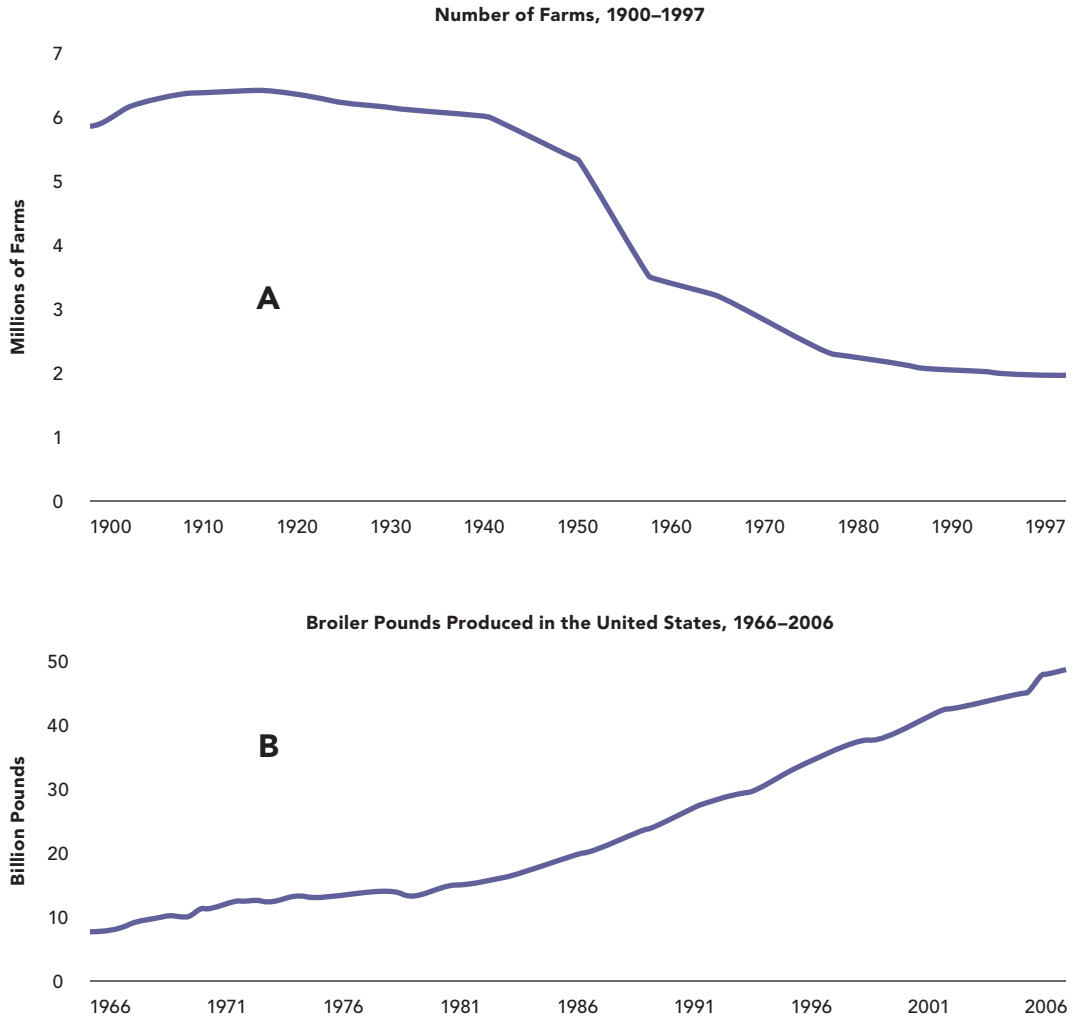 Number of Farms, 1900–1997
7
6
5
4
3
2
1
0
Millions of Farms
A
1900 1910 1920 1930 1940 1950 1960 1970 1980 1990 1997
Broiler Pounds Produced in the United States, 1966–2006
50
40
30
20
10
0
Billion Pounds
B
1966 1971 1976 1981 1986 1991 1996 2001 2006